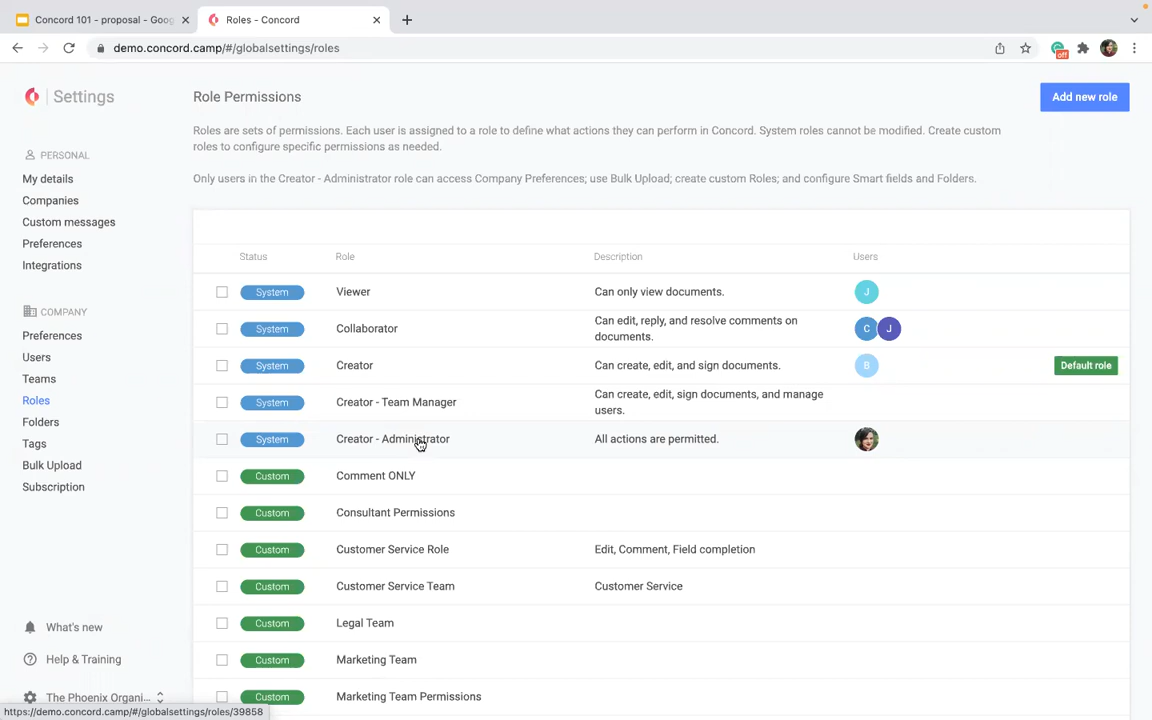 Concord 101 - proposal - Goog
Roles - Concord
demo.concord.camp/#/globalsettings/roles
off
Settings
Role Permissions
Add new role
Roles are sets of permissions. Each user is assigned to a role to define what actions they can perform in Concord. System roles cannot be modified. Create custom
roles to configure specific permissions as needed.
Only users in the Creator - Administrator role can access Company Preferences; use Bulk Upload; create custom Roles; and configure Smart fields and Folders.
PERSONAL
My details
Companies
Custom messages
Preferences
Integrations
COMPANY
Preferences
Users
Teams
Roles
Folders
Tags
Bulk Upload
Subscription
What's new
Help & Training
The Phoenix Organi...
Status Role Description Users
System Viewer Can only view documents. J
System Collaborator Can edit, reply, and resolve comments on
documents. C J
System Creator Can create, edit, and sign documents. B Default role
System Creator - Team Manager Can create, edit, sign documents, and manage
users.
System Creator - Administrator All actions are permitted.
Custom Comment ONLY
Custom Consultant Permissions
Custom Customer Service Role Edit, Comment, Field completion
Custom Customer Service Team Customer Service
Custom Legal Team
Custom Marketing Team
Custom Marketing Team Permissions
https://demo.concord.camp/#/globalsettings/roles/39858